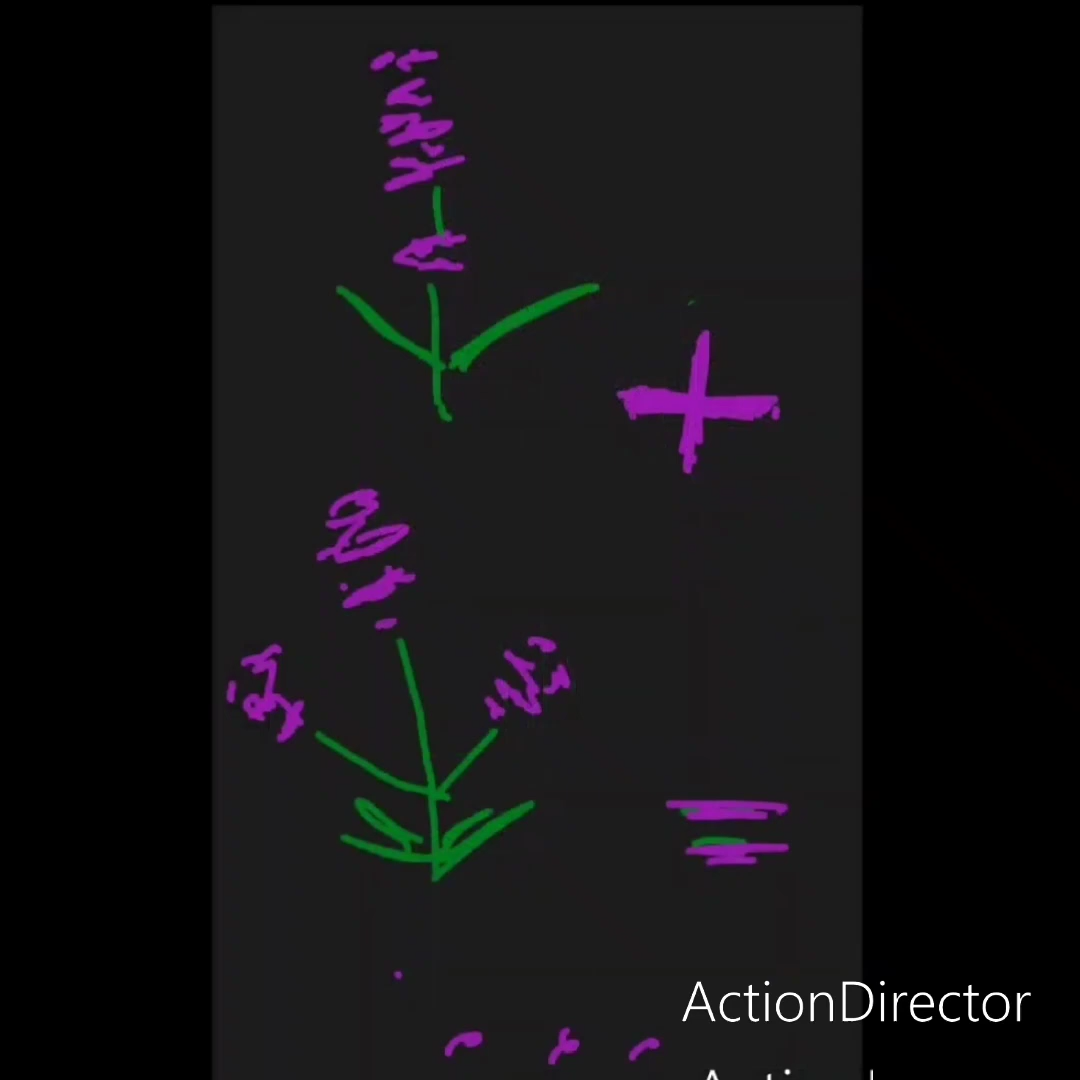 +
=
ActionDirector